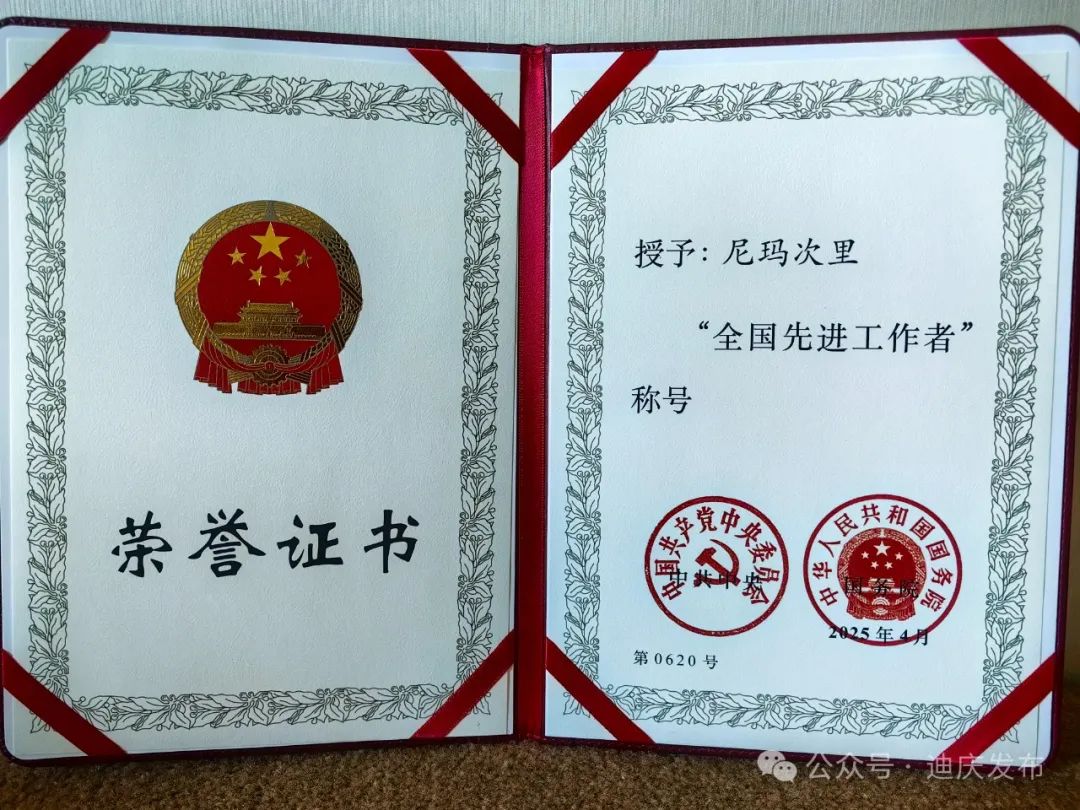 荣誉证书
授予：尼玛次里
“全国先进工作者”
称号
中国共产党中央委员会
中共中央
中华人民共和国国务院
国务院
2025年4月
第0620号
公众号·迪庆发布